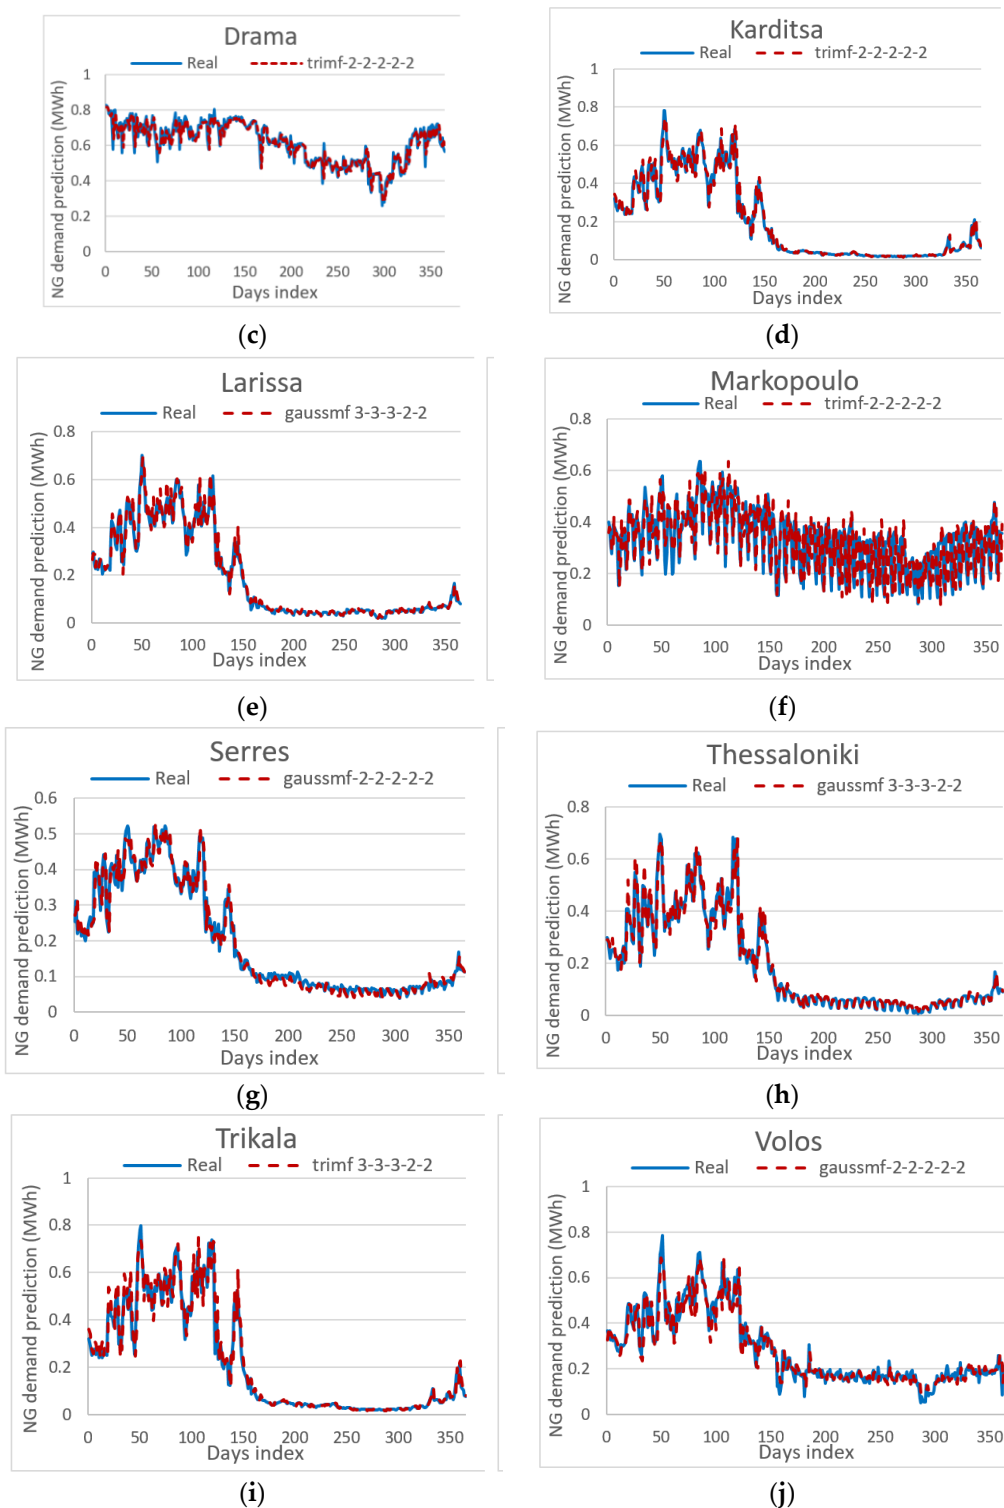 Drama
Real trimf-2-2-2-2-2
NG demand prediction (MWh)
1
0.8
0.6
0.4
0.2
0
0 50 100 150 200 250 300 350
Days index
(c)
Karditsa
Real trimf-2-2-2-2-2
NG demand prediction (MWh)
1
0.8
0.6
0.4
0.2
0
0 50 100 150 200 250 300 350
Days index
(d)
Larissa
Real gaussmf 3-3-3-2-2
NG demand prediction (MWh)
0.8
0.6
0.4
0.2
0
0 50 100 150 200 250 300 350
Days index
(e)
Markopoulo
Real trimf-2-2-2-2-2
NG demand prediction (MWh)
0.8
0.6
0.4
0.2
0
0 50 100 150 200 250 300 350
Days index
(f)
Serres
Real gaussmf-2-2-2-2-2
NG demand prediction (MWh)
0.6
0.5
0.4
0.3
0.2
0.1
0
0 50 100 150 200 250 300 350
Days index
(g)
Thessaloniki
Real gaussmf 3-3-3-2-2
NG demand prediction (MWh)
0.8
0.6
0.4
0.2
0
0 50 100 150 200 250 300 350
Days index
(h)
Trikala
Real trimf 3-3-3-2-2
NG demand prediction (MWh)
1
0.8
0.6
0.4
0.2
0
0 50 100 150 200 250 300 350
Days index
(i)
Volos
Real gaussmf-2-2-2-2-2
NG demand prediction (MWh)
1
0.8
0.6
0.4
0.2
0
0 50 100 150 200 250 300 350
Days index
(j)